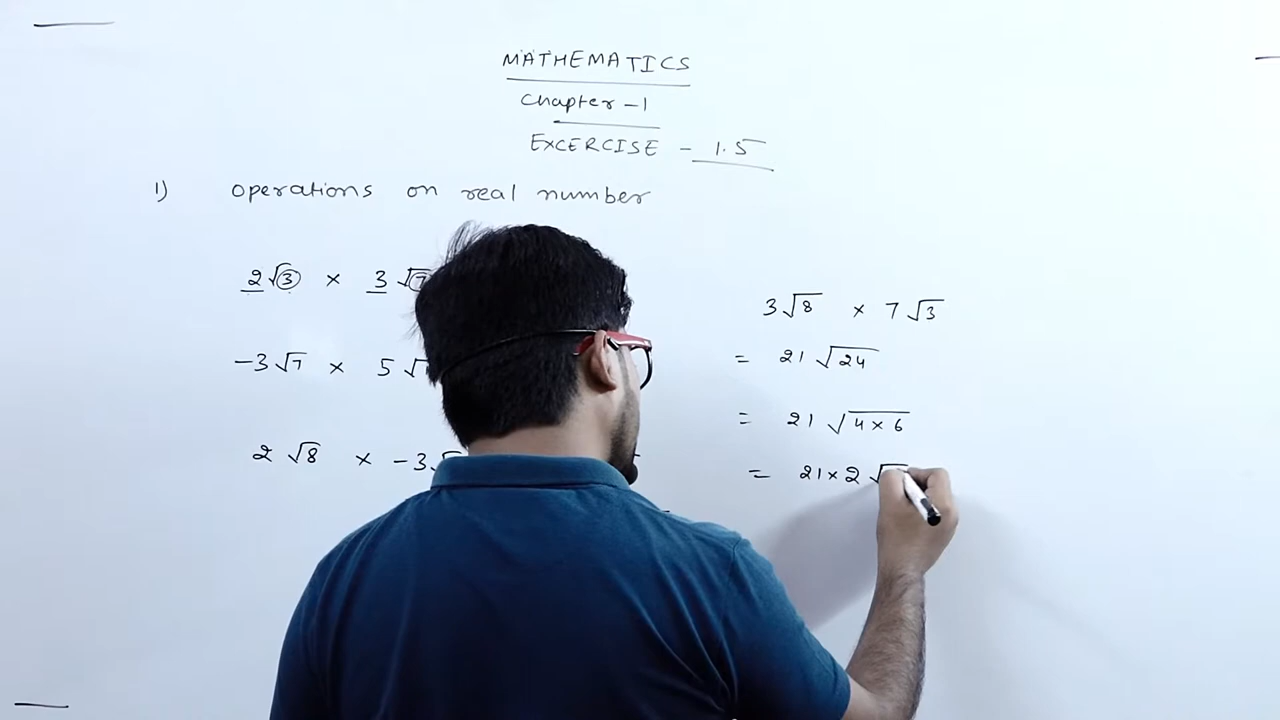 MATHEMATICS
Chapter - 1
EXCERCISE - 1.5
1) operations on real number
2√3 × 3√7
-3√7 × 5√
2√8 × -3√
3√8 × 7√3
= 21√24
= 21√4×6
= 21×2√